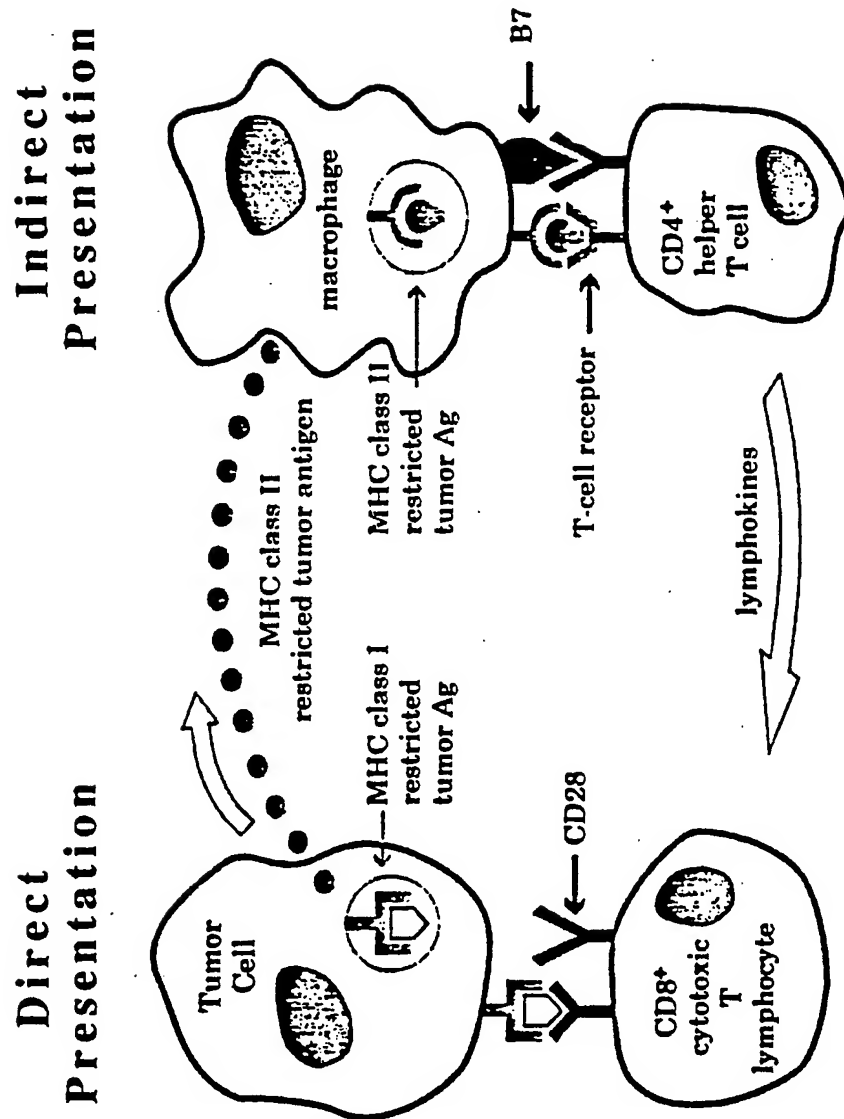 Direct
Presentation
Indirect
Presentation
Tumor
Cell
MHC class II
restricted tumor antigen
macrophage
MHC class I
restricted
tumor Ag
MHC class II
restricted
tumor Ag
CD28
T-cell receptor
B7
CD8+
cytotoxic
T
lymphocyte
lymphokines
CD4+
helper
T cell